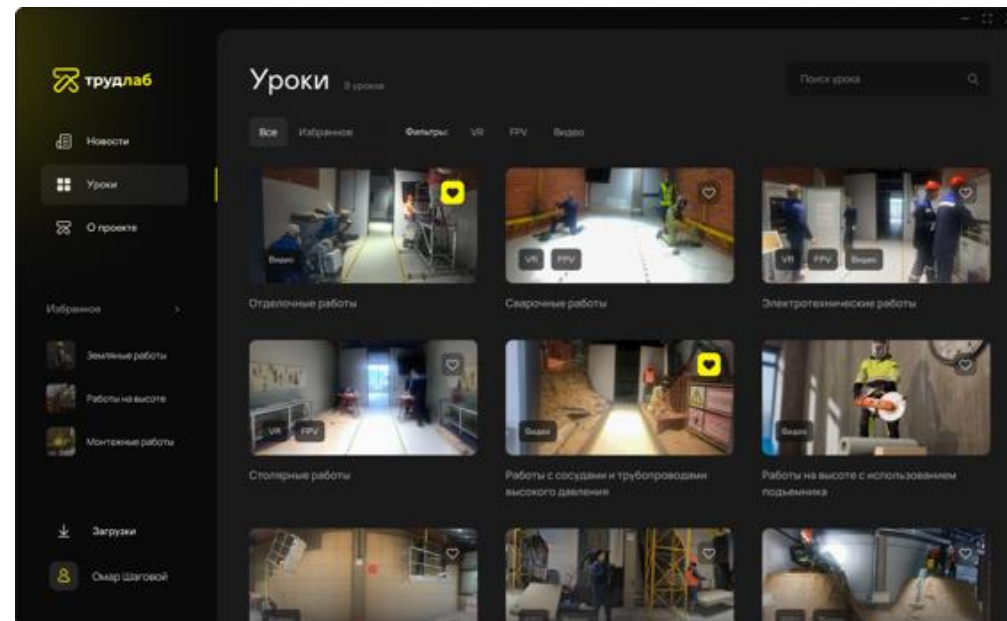 трудлаб
Новости
Уроки
О проекте
Избранное
Земляные работы
Работы на высоте
Монтажные работы
Загрузки
Омар Шаговой
Уроки 9 уроков
Поиск урока
Все Избранное Фильтры: VR FPV Видео
Видео
Отделочные работы
VR FPV
Сварочные работы
VR FPV Видео
Электротехнические работы
VR FPV
Столярные работы
Видео
Работы с сосудами и трубопроводами
высокого давления
Видео
Работы на высоте с использованием
подъемника